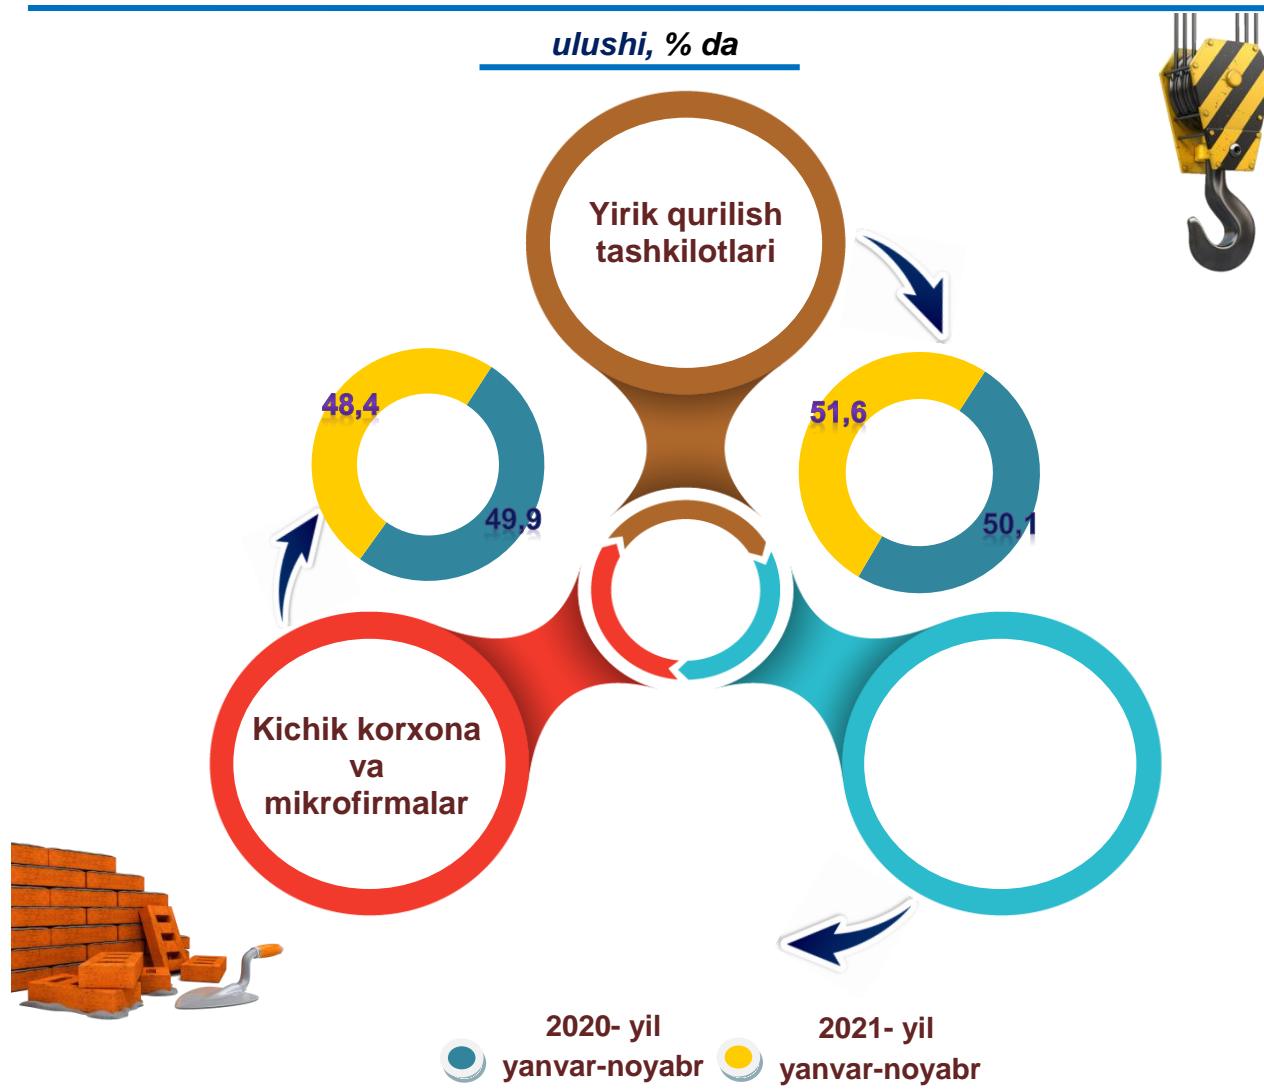 ulushi, % da
Yirik qurilish
tashkilotlari
48,4
49,9
51,6
50,1
Kichik korxona
va
mikrofirmalar
2020- yil
yanvar-noyabr
2021- yil
yanvar-noyabr